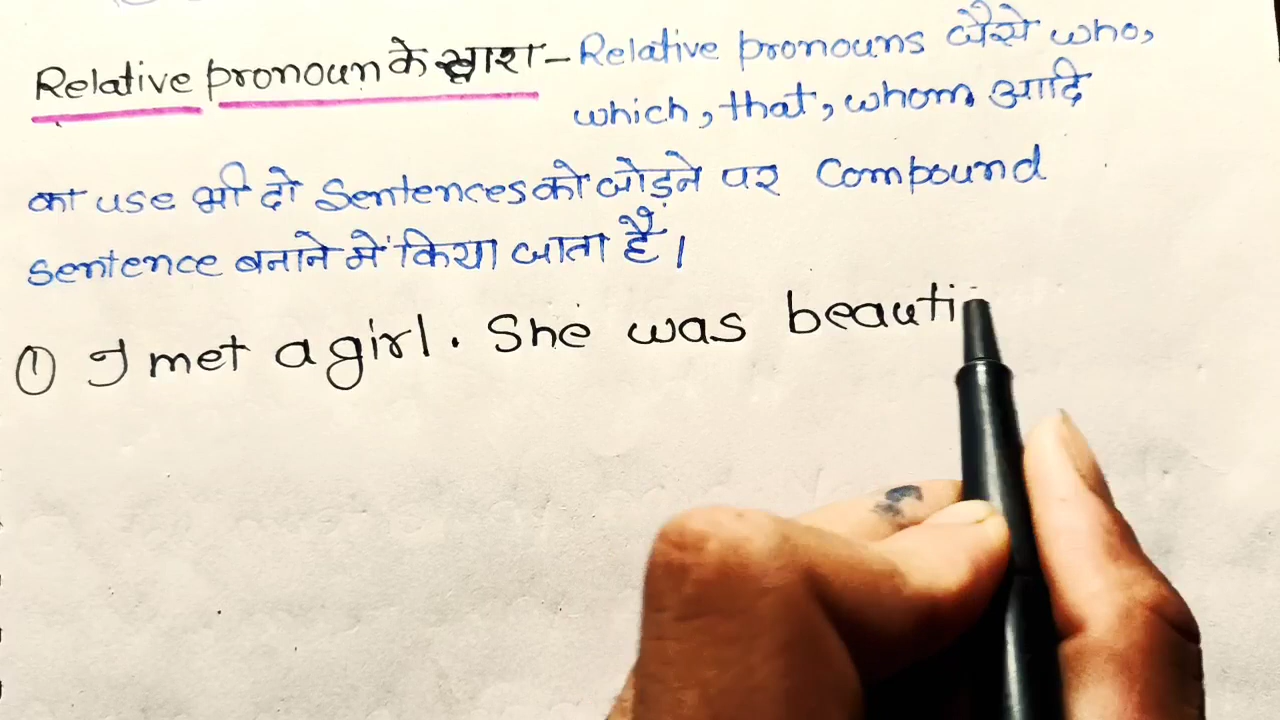 Relative pronoun के द्वारा – Relative pronouns जैसे who,
which, that, whom आदि
का use भी दो Sentences को जोड़ने पर Compound
sentence बनाने में किया जाता है।
① I met a girl. She was beauti